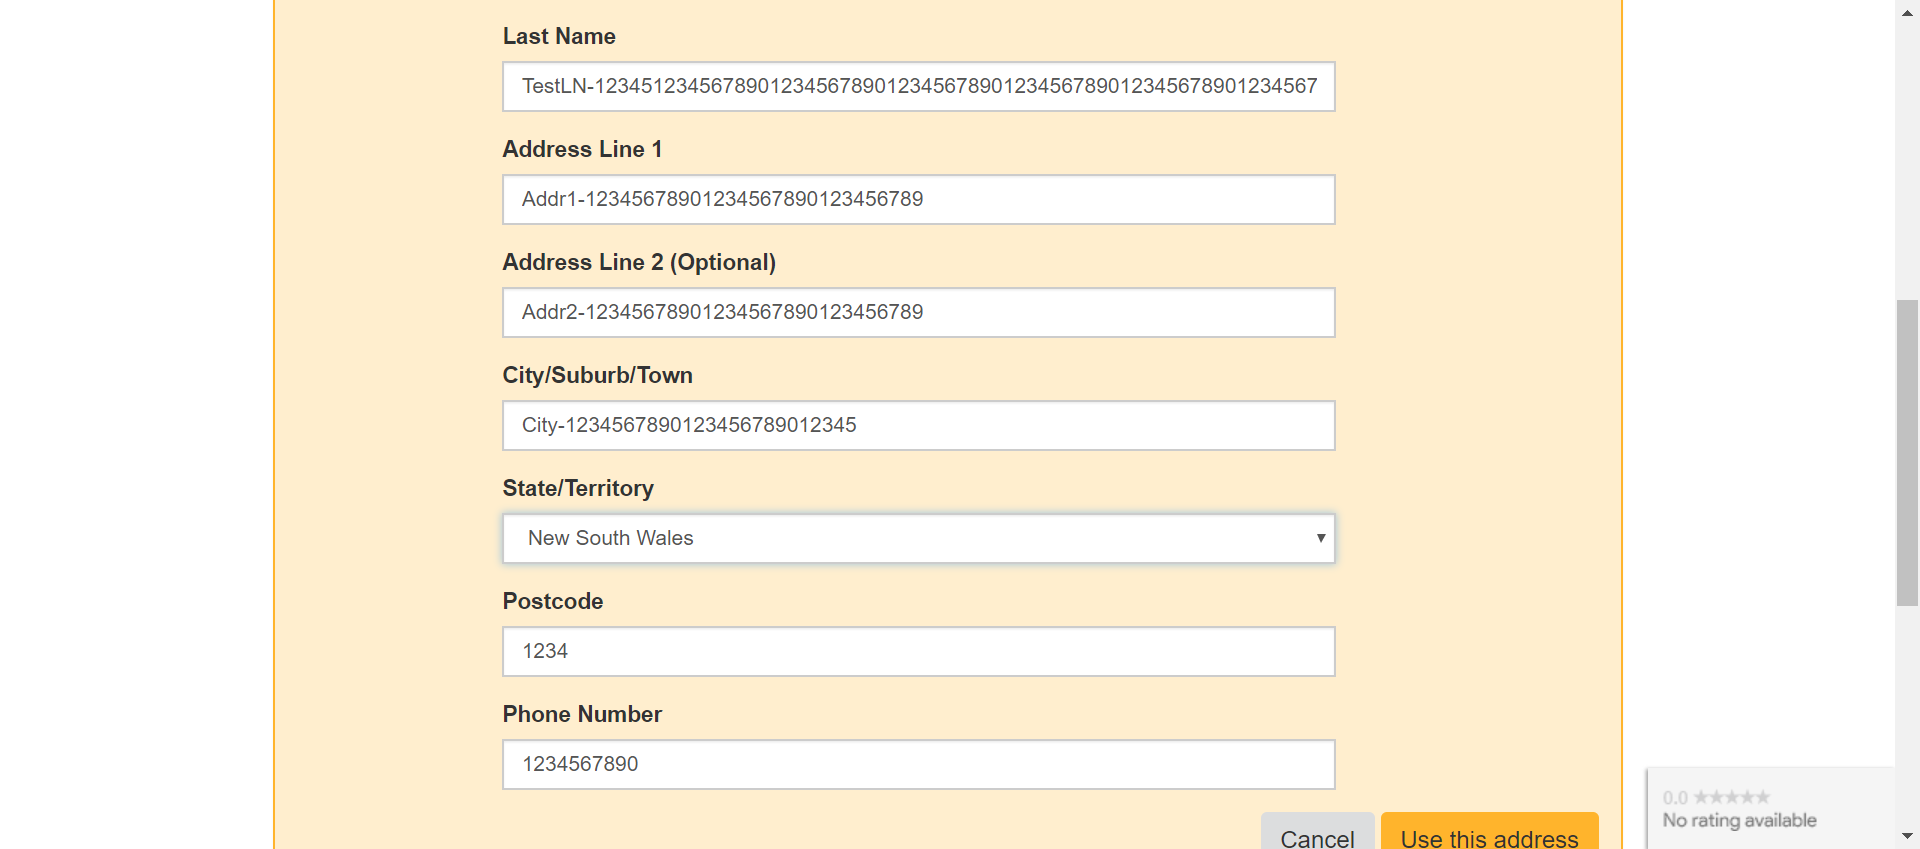 Last Name
TestLN-1234512345678901234567890123456789012345678901234567890​1234567
Address Line 1
Addr1-12345678901234567890123456789
Address Line 2 (Optional)
Addr2-12345678901234567890123456789
City/Suburb/Town
City-1234567890123456789012345
State/Territory
New South Wales
Postcode
1234
Phone Number
1234567890
Cancel
Use this address
0.0 ★★★★★
No rating available